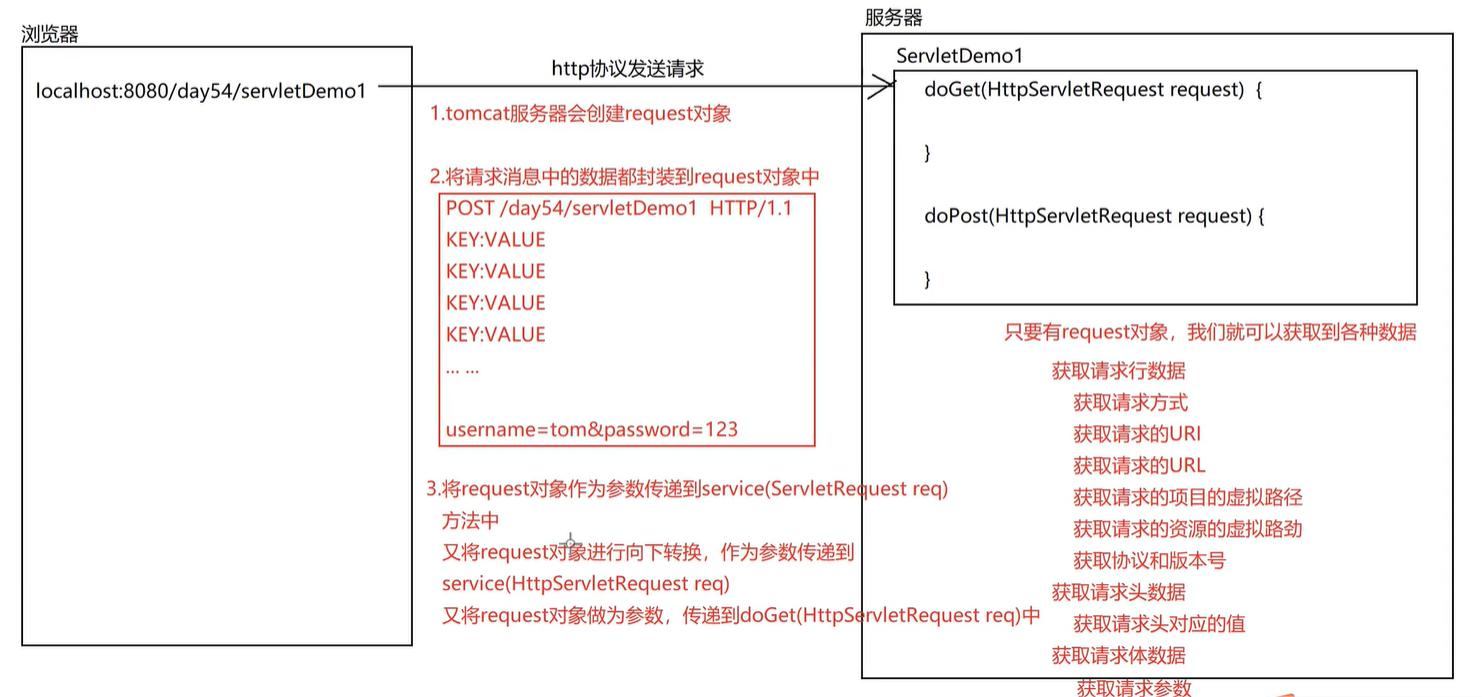 浏览器
localhost:8080/day54/servletDemo1
http协议发送请求
1.tomcat服务器会创建request对象
2.将请求消息中的数据都封装到request对象中
POST /day54/servletDemo1  HTTP/1.1
KEY:VALUE
KEY:VALUE
KEY:VALUE
KEY:VALUE
... ...
username=tom&password=123
3.将request对象作为参数传递到service(ServletRequest req)
方法中
又将request对象进行向下转换，作为参数传递到
service(HttpServletRequest req)
又将request对象做为参数，传递到doGet(HttpServletRequest req)中
服务器
ServletDemo1
doGet(HttpServletRequest request)  {
}
doPost(HttpServletRequest request) {
}
只要有request对象，我们就可以获取到各种数据
获取请求行数据
获取请求方式
获取请求的URI
获取请求的URL
获取请求的项目的虚拟路径
获取请求的资源的虚拟路劲
获取协议和版本号
获取请求头数据
获取请求头对应的值
获取请求体数据
获取请求参数